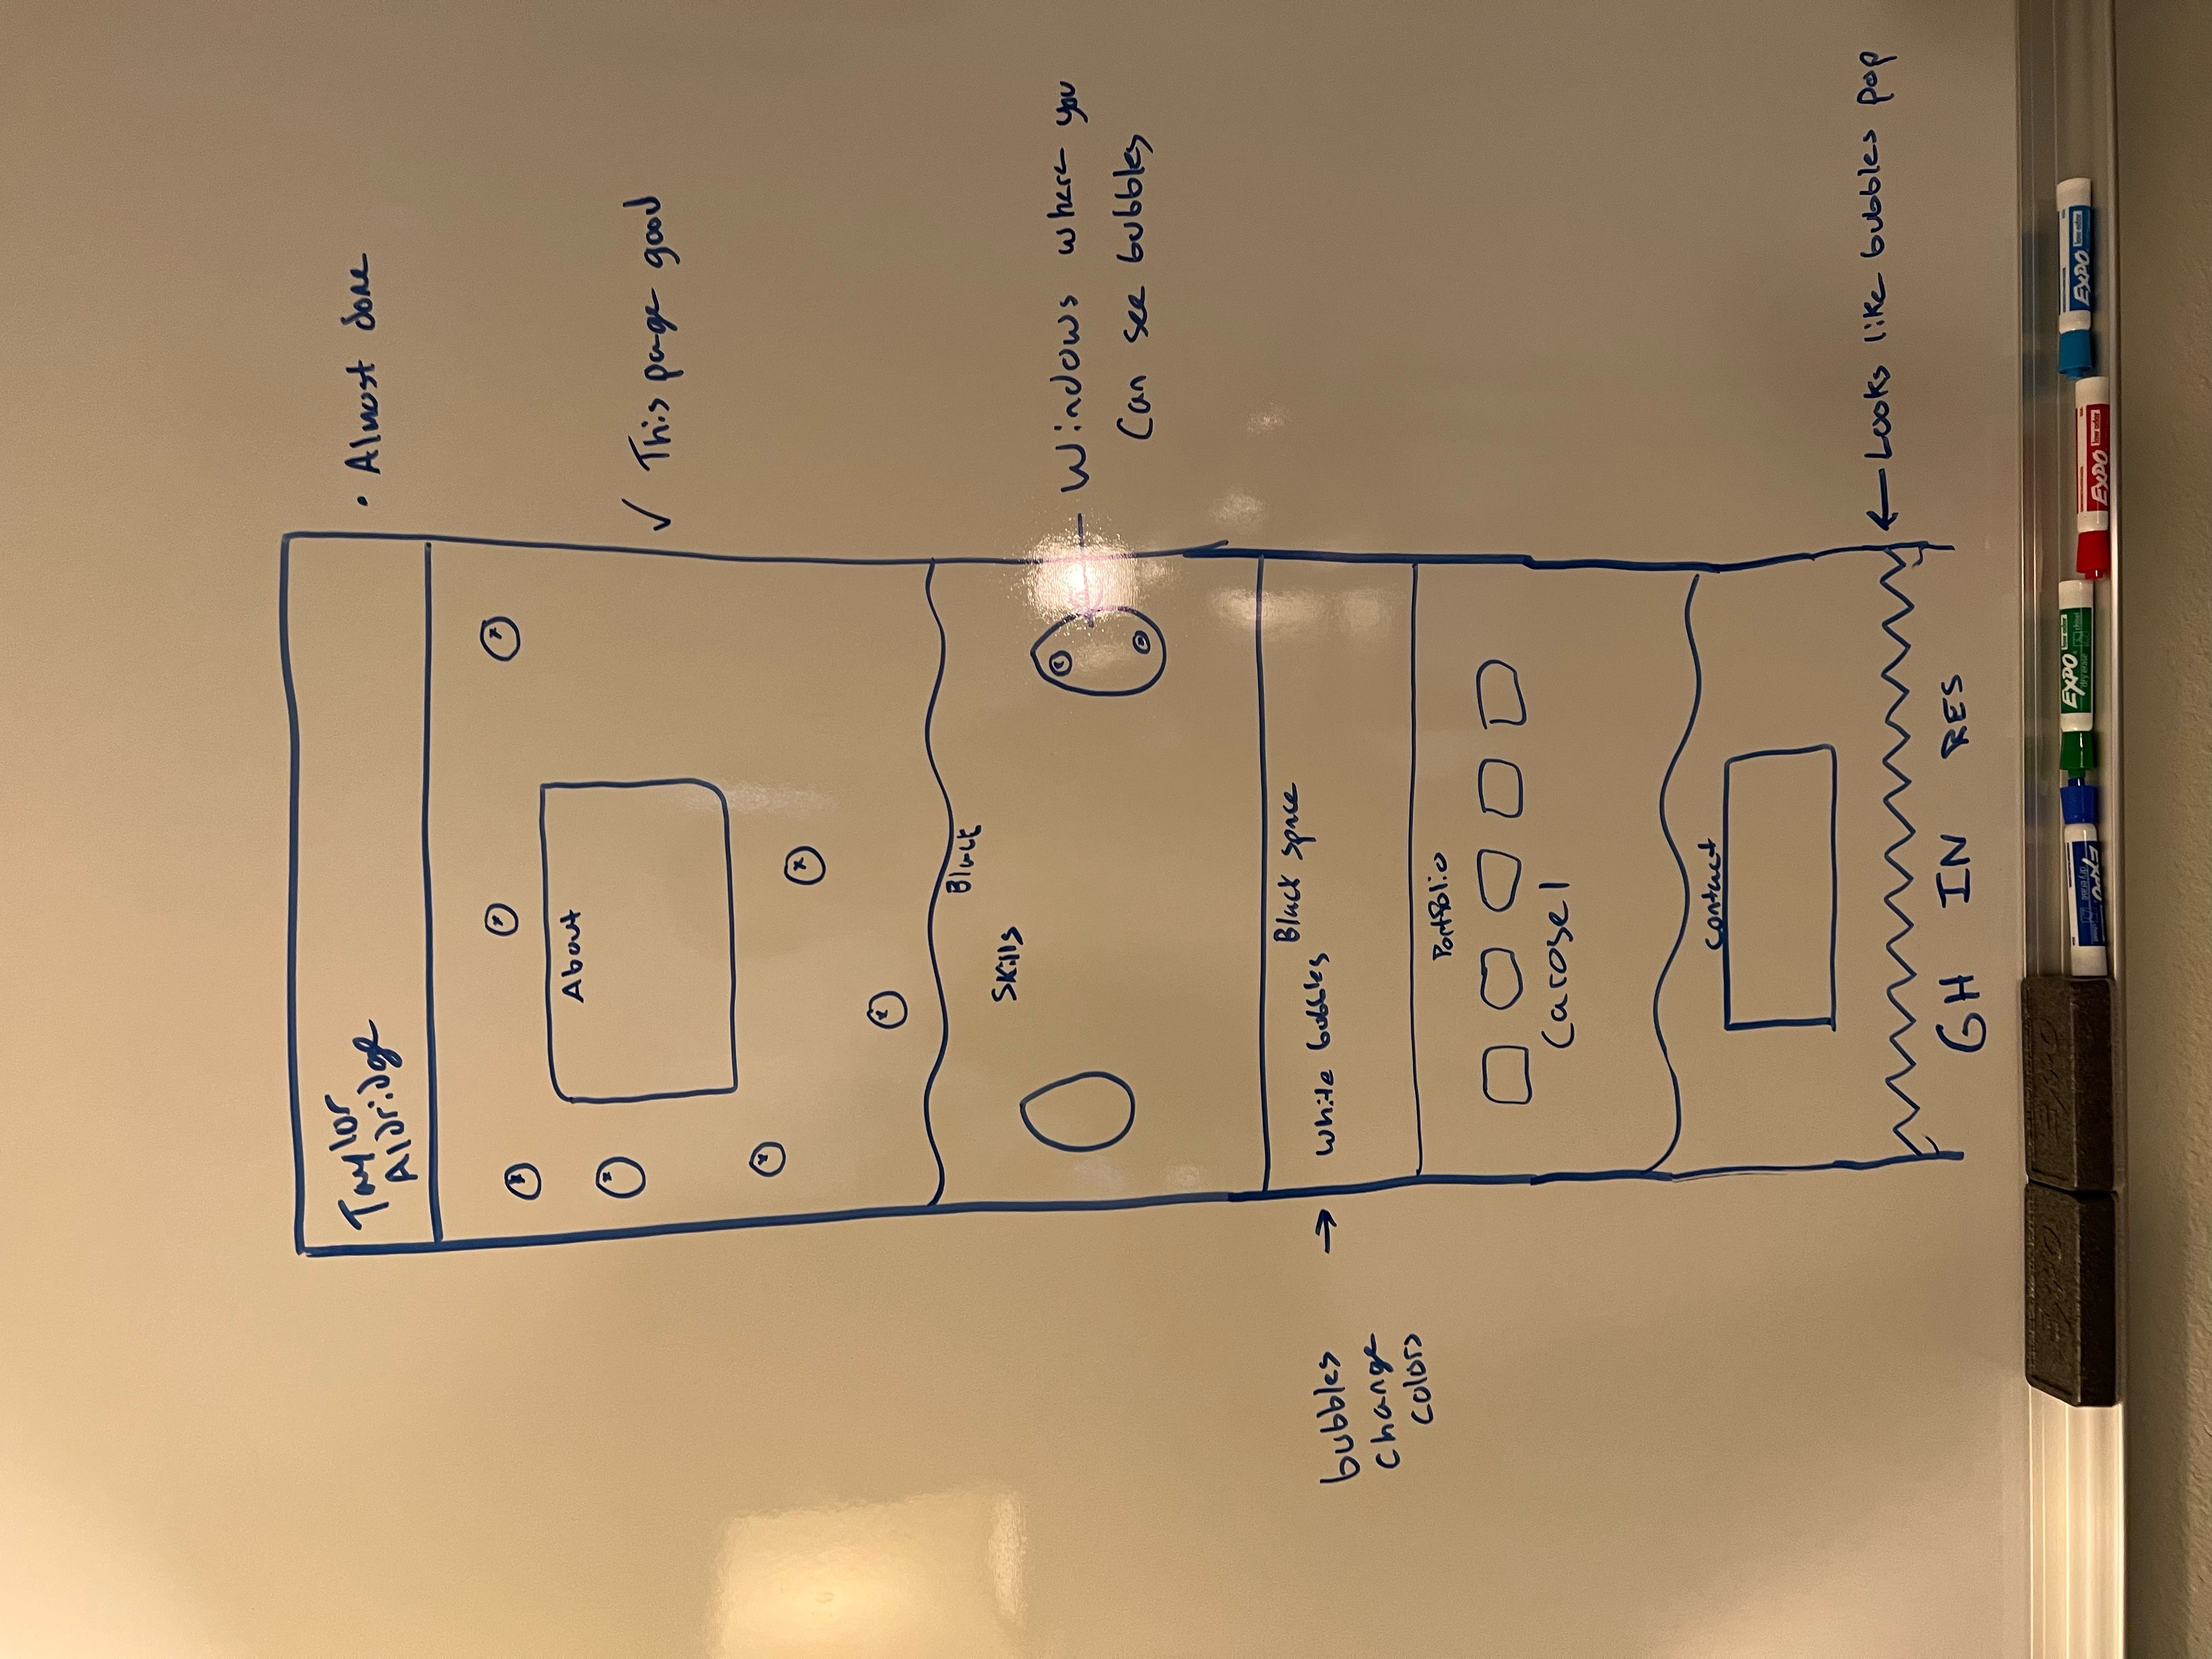 Taylor
Aldridge
• Almost done
About
✓ This page good
Black
Skills
Windows where you
can see bubbles
Black space
White bubbles
bubbles
change
colors
Portfolio
Carosel
Contact
Looks like bubbles pop
GH IN RES
EXPO
EXPO
EXPO
dry erase
EXPO
low odor
dry erase
chisel
EXPO
low odor
EXPO
low odor